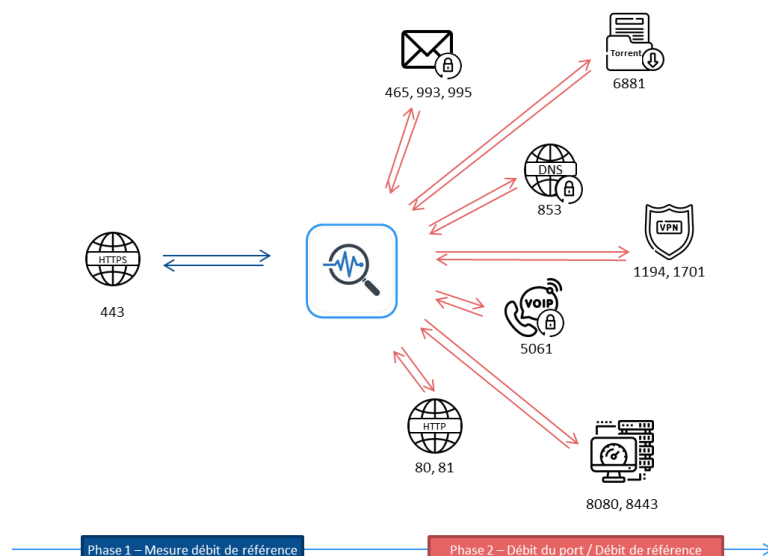 Torrent
6881
465, 993, 995
DNS
853
VPN
1194, 1701
HTTPS
443
VOIP
5061
HTTP
80, 81
8080, 8443
Phase 1 – Mesure débit de référence
Phase 2 – Débit du port / Débit de référence